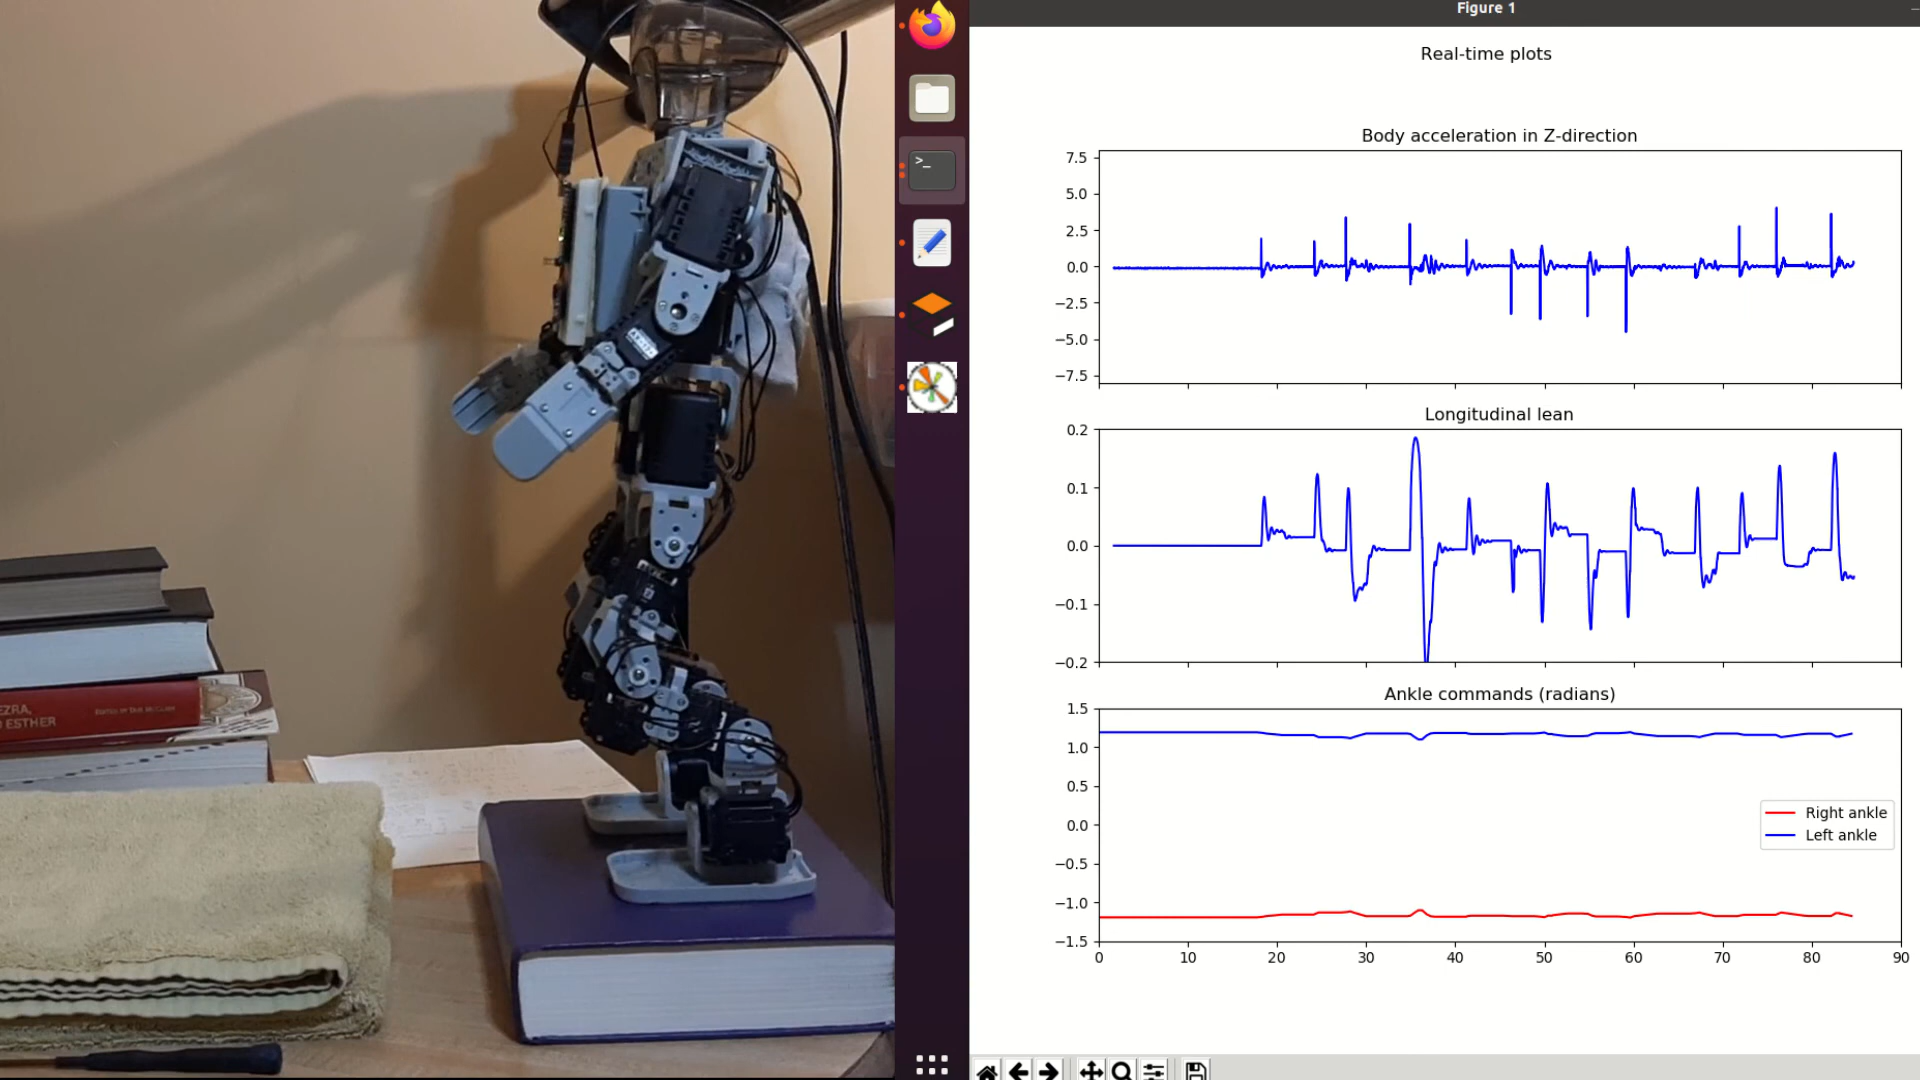 EZRA,
ESTHER
Figure 1
Real-time plots
Body acceleration in Z-direction
7.5
5.0
2.5
0.0
−2.5
−5.0
−7.5
Longitudinal lean
0.2
0.1
0.0
−0.1
−0.2
Ankle commands (radians)
1.5
1.0
0.5
0.0
−0.5
−1.0
−1.5
Right ankle
Left ankle
0 10 20 30 40 50 60 70 80 90